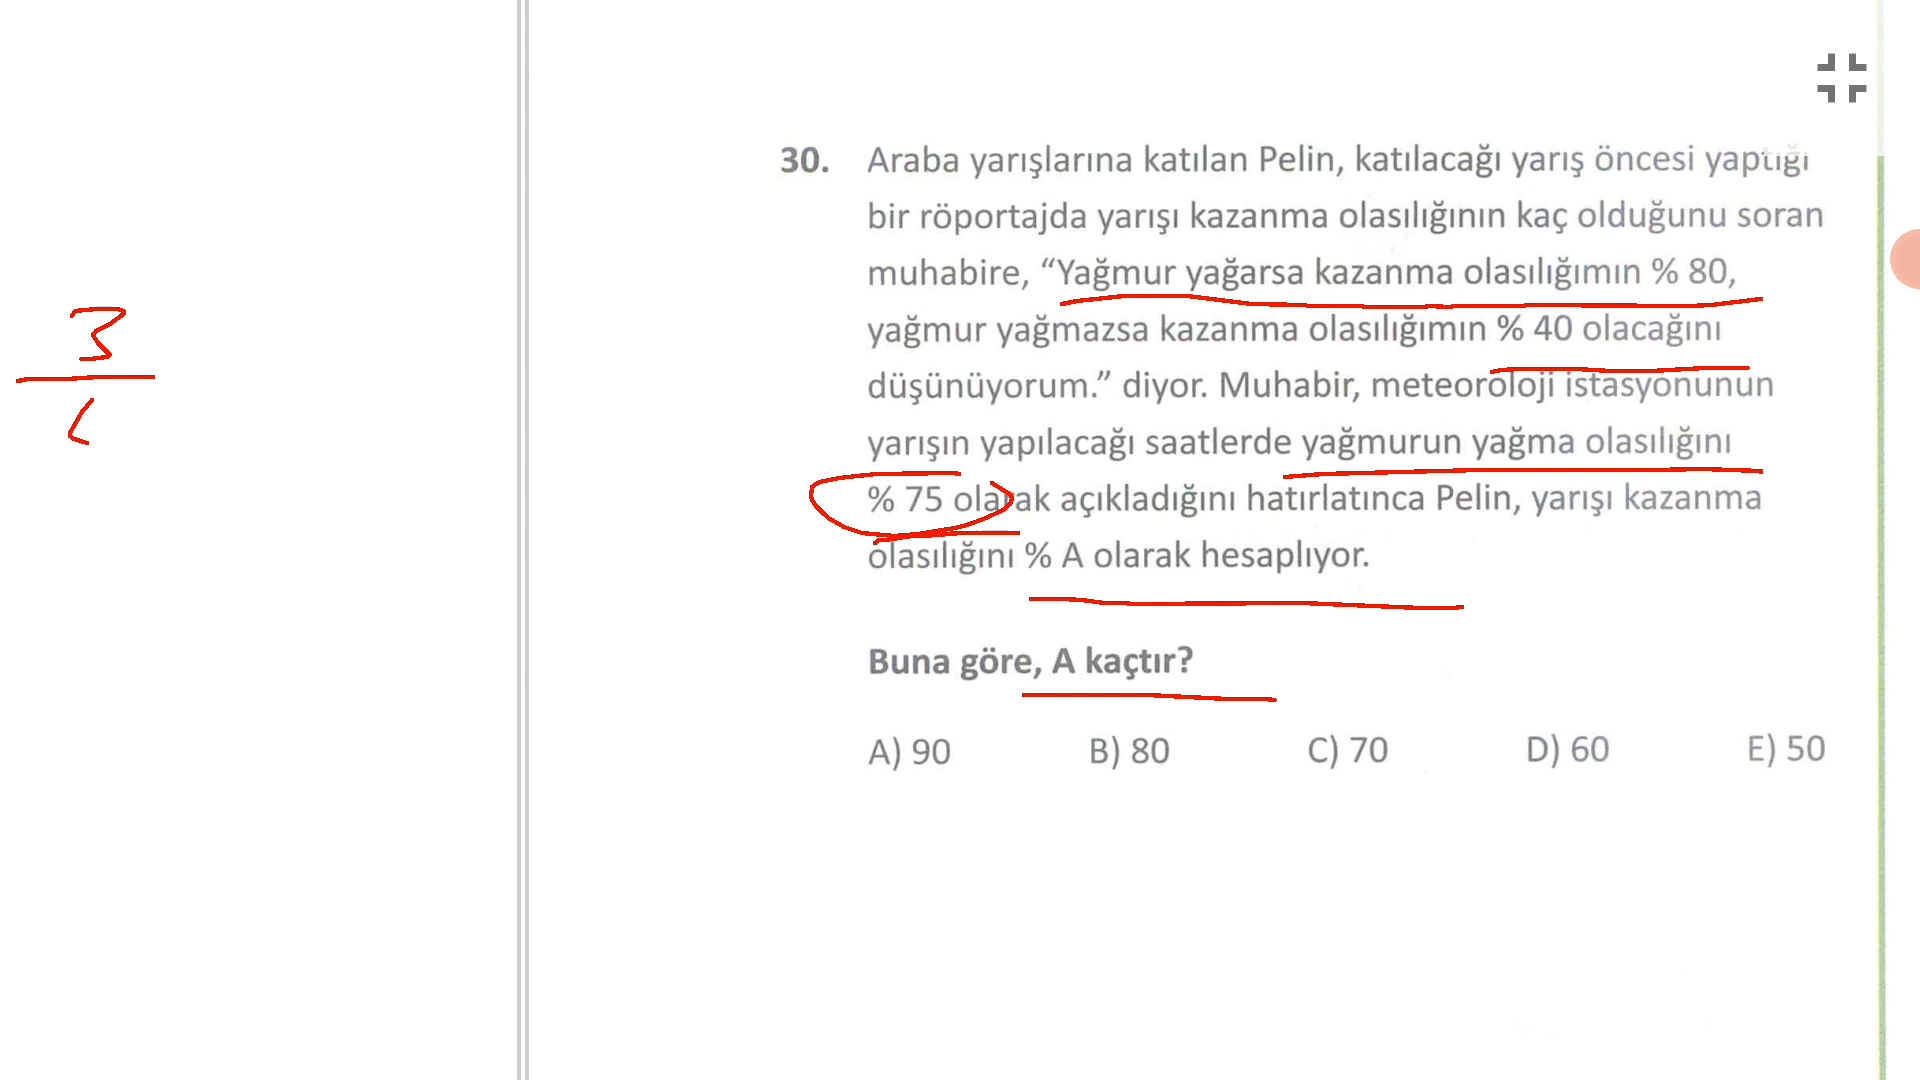 30. Araba yarışlarına katılan Pelin, katılacağı yarış öncesi yaptığı
bir röportajda yarışı kazanma olasılığının kaç olduğunu soran
muhabire, “Yağmur yağarsa kazanma olasılığımın % 80,
yağmur yağmazsa kazanma olasılığımın % 40 olacağını
düşünüyorum.” diyor. Muhabir, meteoroloji istasyonunun
yarışın yapılacağı saatlerde yağmurun yağma olasılığını
% 75 olarak açıkladığını hatırlatınca Pelin, yarışı kazanma
olasılığını % A olarak hesaplıyor.
Buna göre, A kaçtır?
A) 90 B) 80 C) 70 D) 60 E) 50
3